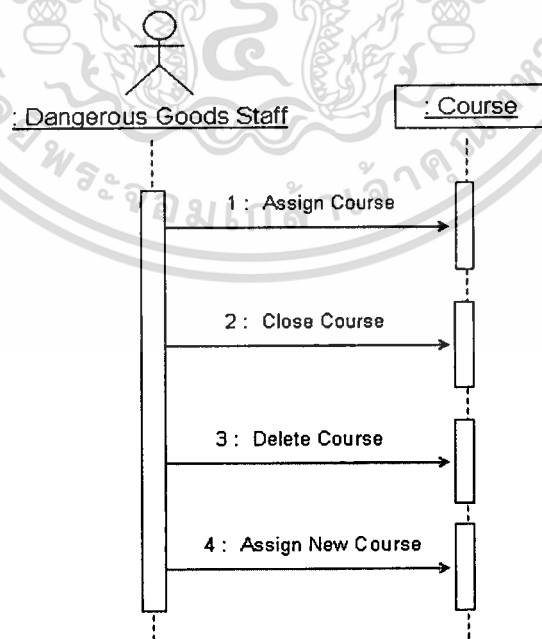 : Dangerous Goods Staff
: Course
1 : Assign Course
2 : Close Course
3 : Delete Course
4 : Assign New Course